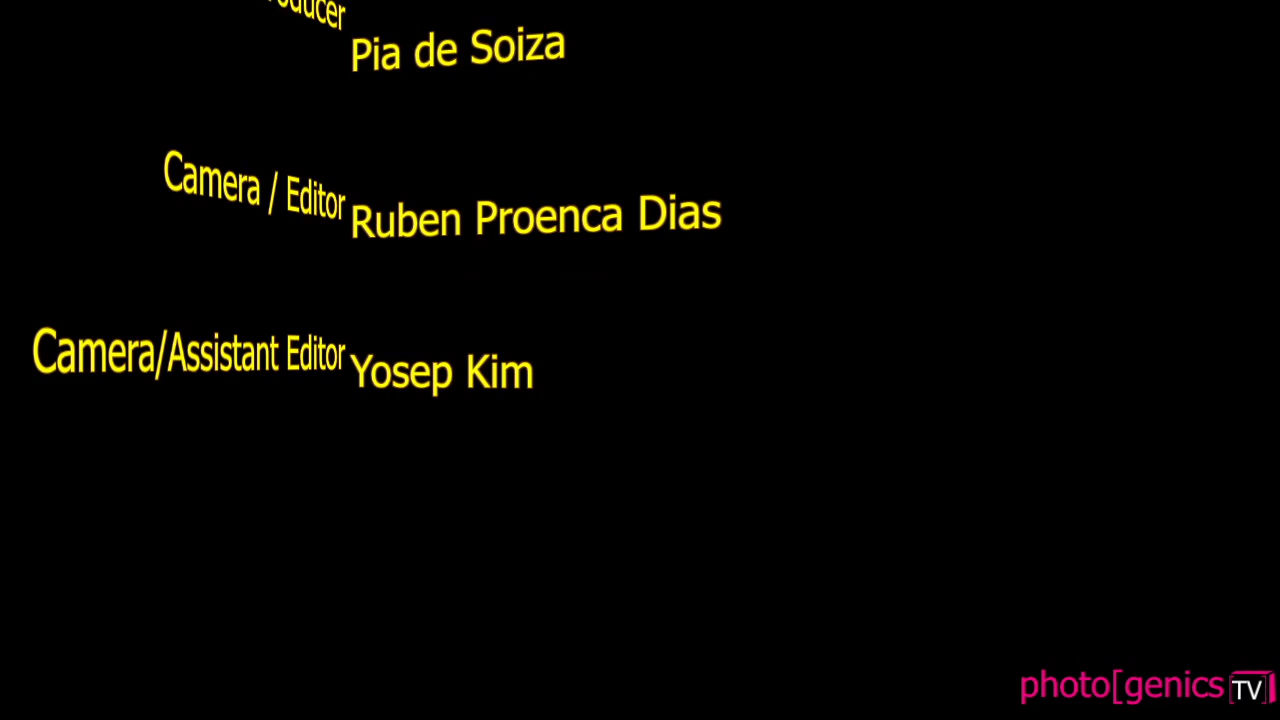 Pia de Soiza
Camera / Editor Ruben Proenca Dias
Camera/Assistant Editor Yosep Kim
photo[genics TV]